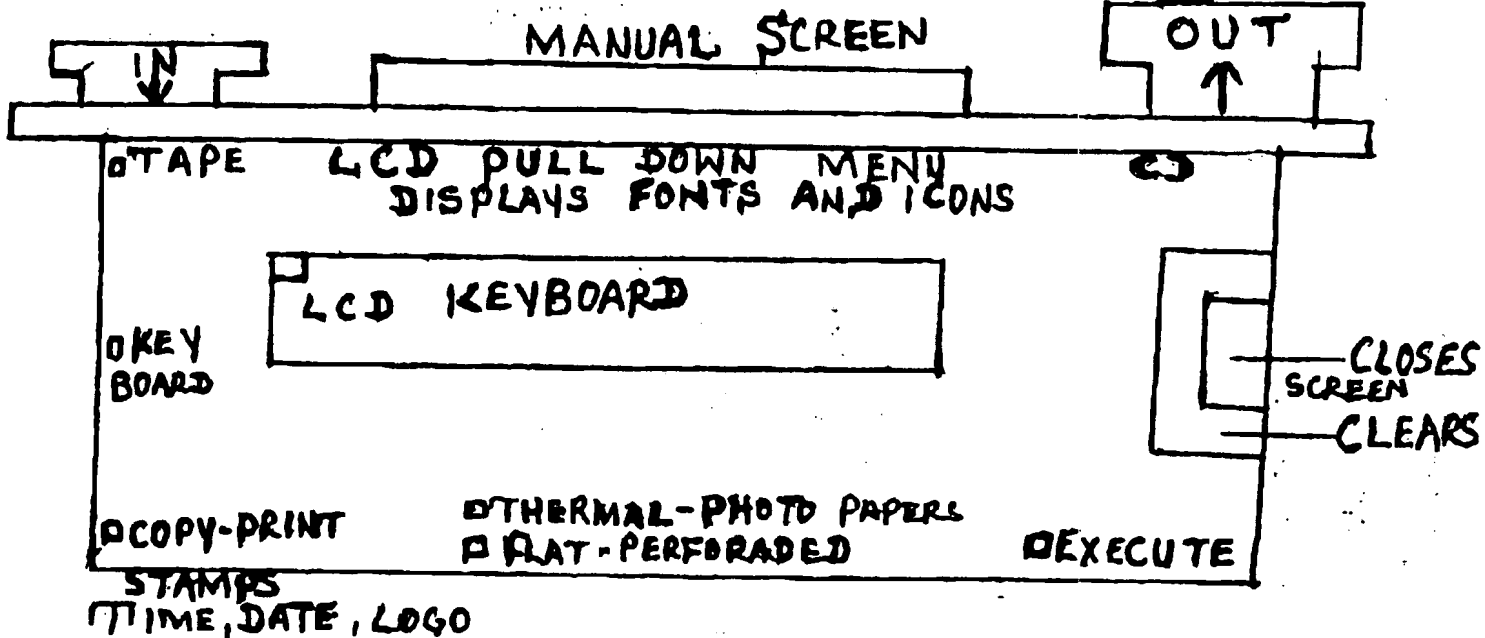 MANUAL SCREEN
IN
OUT
TAPE
LCD PULL DOWN MENU
CD
DISPLAYS FONTS AND ICONS
LCD KEYBOARD
KEY
BOARD
CLOSES
SCREEN
CLEARS
COPY-PRINT
THERMAL-PHOTO PAPERS
FLAT-PERFORADED
EXECUTE
STAMPS
TIME, DATE, LOGO